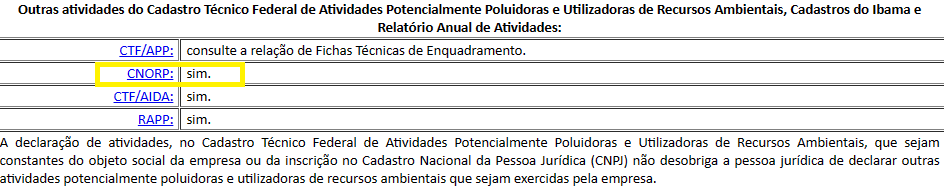 Outras atividades do Cadastro Técnico Federal de Atividades Potencialmente Poluidoras e Utilizadoras de Recursos Ambientais, Cadastros do Ibama e
Relatório Anual de Atividades:
CTF/APP: consulte a relação de Fichas Técnicas de Enquadramento.
CNORP: sim.
CTF/AIDA: sim.
RAPP: sim.
A declaração de atividades, no Cadastro Técnico Federal de Atividades Potencialmente Poluidoras e Utilizadoras de Recursos Ambientais, que sejam
constantes do objeto social da empresa ou da inscrição no Cadastro Nacional da Pessoa Jurídica (CNPJ) não desobriga a pessoa jurídica de declarar outras
atividades potencialmente poluidoras e utilizadoras de recursos ambientais que sejam exercidas pela empresa.